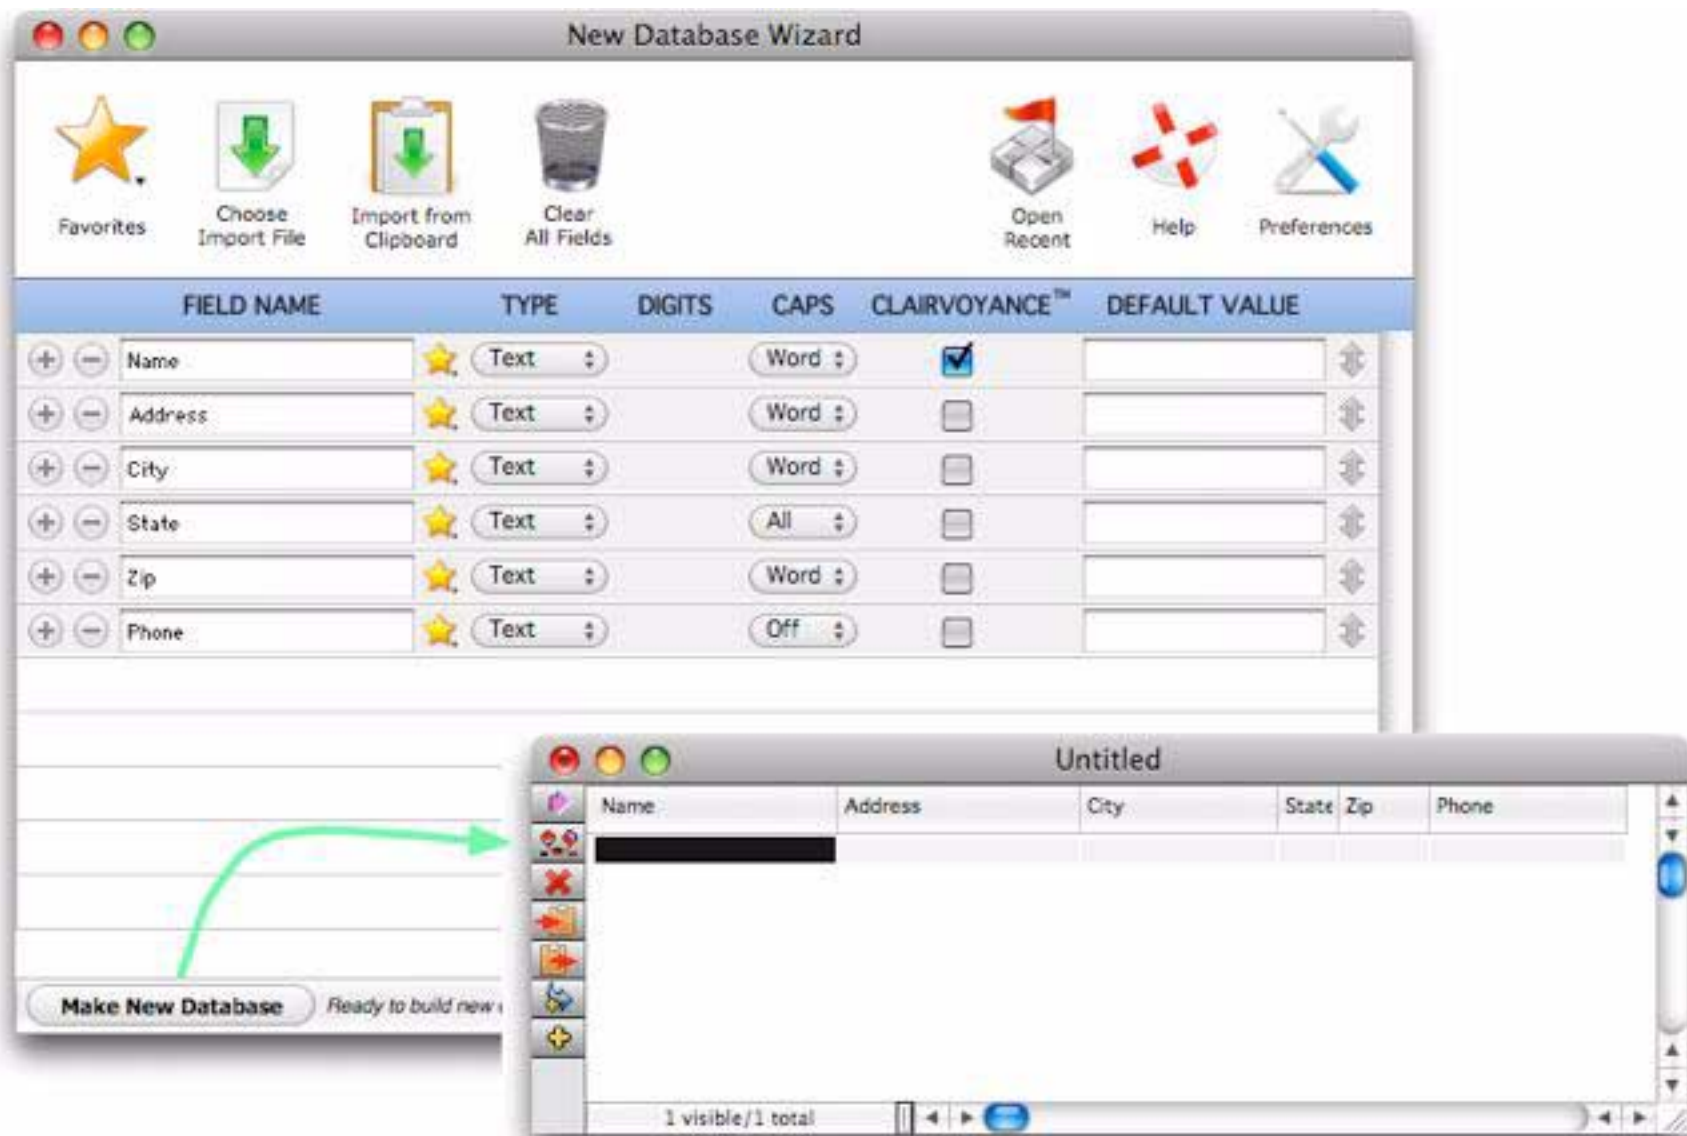 New Database Wizard
Favorites
Choose
Import File
Import from
Clipboard
Clear
All Fields
Open
Recent
Help
Preferences
FIELD NAME TYPE DIGITS CAPS CLAIRVOYANCE™ DEFAULT VALUE
Name Text Word
Address Text Word
City Text Word
State Text All
Zip Text Word
Phone Text Off
Untitled
Name Address City State Zip Phone
Make New Database Ready to build new
1 visible/1 total